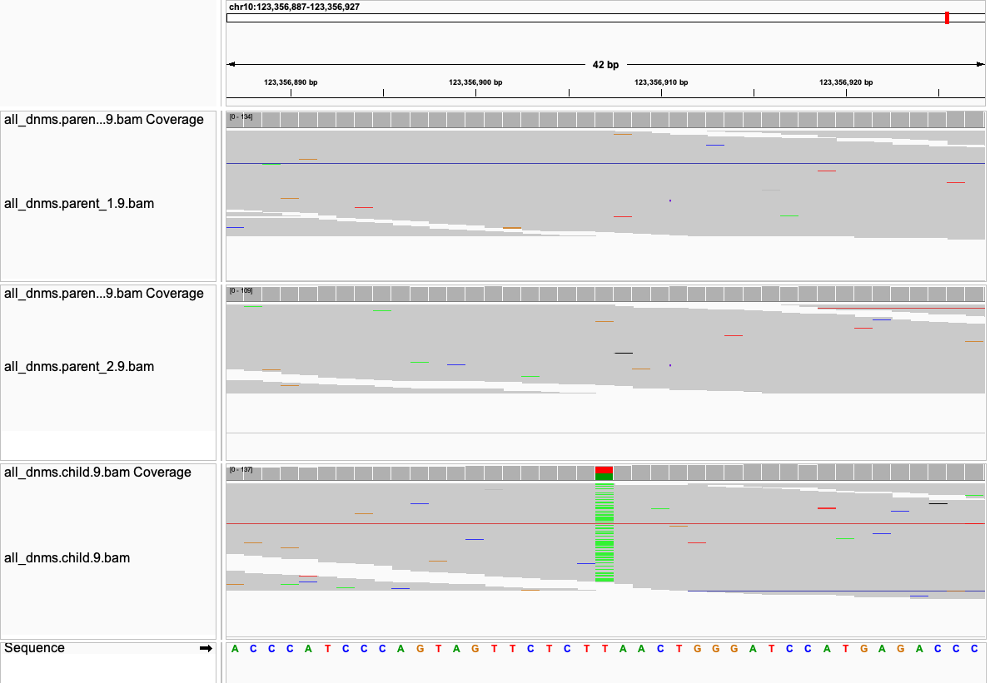 chr10:123,356,887-123,356,927
42 bp
123,356,890 bp 123,356,900 bp 123,356,910 bp 123,356,920 bp
all_dnms.paren...9.bam Coverage
[0 - 134]
all_dnms.parent_1.9.bam
all_dnms.paren...9.bam Coverage
[0 - 109]
all_dnms.parent_2.9.bam
all_dnms.child.9.bam Coverage
[0 - 137]
all_dnms.child.9.bam
Sequence A C C C A T C C C A G T A G T T C T C T T A A C T G G G A T C C A T G A G A C C C